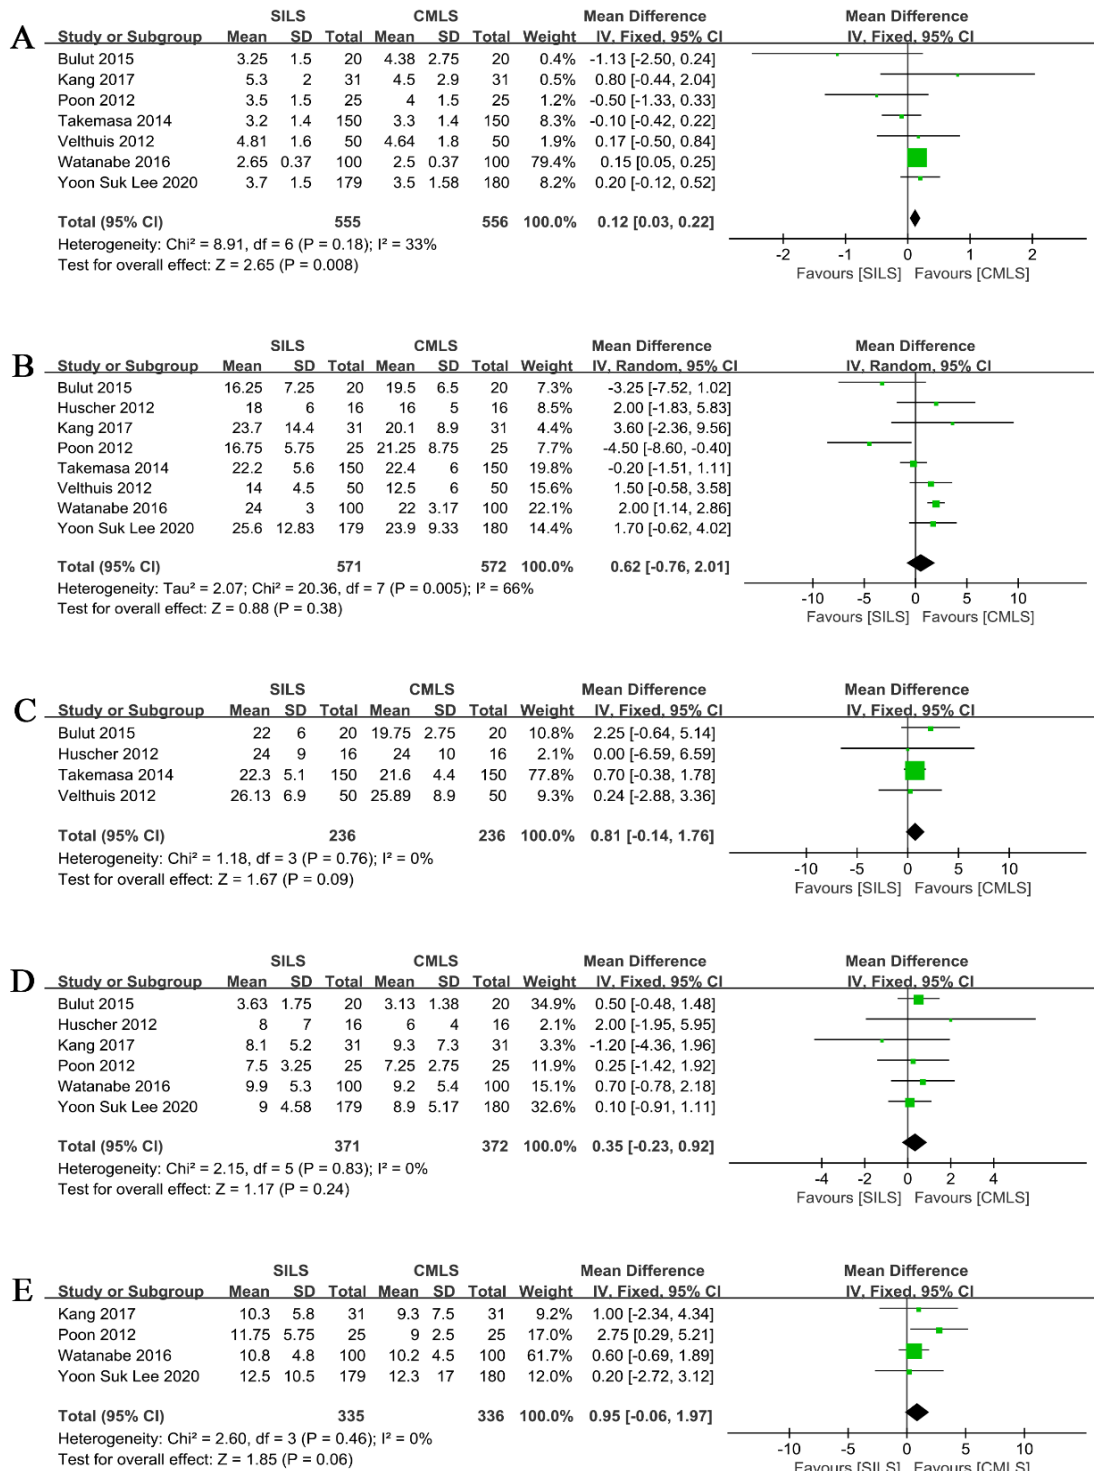 A
SILS CMLS Mean Difference Mean Difference
Study or Subgroup Mean SD Total Mean SD Total Weight IV, Fixed, 95% CI IV, Fixed, 95% CI
Bulut 2015 3.25 1.5 20 4.38 2.75 20 0.4% -1.13 [-2.50, 0.24]
Kang 2017 5.3 2 31 4.5 2.9 31 0.5% 0.80 [-0.44, 2.04]
Poon 2012 3.5 1.5 25 4 1.5 25 1.2% -0.50 [-1.33, 0.33]
Takemasa 2014 3.2 1.4 150 3.3 1.4 150 8.3% -0.10 [-0.42, 0.22]
Velthuis 2012 4.81 1.6 50 4.64 1.8 50 1.9% 0.17 [-0.50, 0.84]
Watanabe 2016 2.65 0.37 100 2.5 0.37 100 79.4% 0.15 [0.05, 0.25]
Yoon Suk Lee 2020 3.7 1.5 179 3.5 1.58 180 8.2% 0.20 [-0.12, 0.52]
Total (95% CI) 555 556 100.0% 0.12 [0.03, 0.22]
Heterogeneity: Chi² = 8.91, df = 6 (P = 0.18); I² = 33%
Test for overall effect: Z = 2.65 (P = 0.008)
-2 -1 0 1 2
Favours [SILS] Favours [CMLS]
B
SILS CMLS Mean Difference Mean Difference
Study or Subgroup Mean SD Total Mean SD Total Weight IV, Random, 95% CI IV, Random, 95% CI
Bulut 2015 16.25 7.25 20 19.5 6.5 20 7.3% -3.25 [-7.52, 1.02]
Huscher 2012 18 6 16 16 5 16 8.5% 2.00 [-1.83, 5.83]
Kang 2017 23.7 14.4 31 20.1 8.9 31 4.4% 3.60 [-2.36, 9.56]
Poon 2012 16.75 5.75 25 21.25 8.75 25 7.7% -4.50 [-8.60, -0.40]
Takemasa 2014 22.2 5.6 150 22.4 6 150 19.8% -0.20 [-1.51, 1.11]
Velthuis 2012 14 4.5 50 12.5 6 50 15.6% 1.50 [-0.58, 3.58]
Watanabe 2016 24 3 100 22 3.17 100 22.1% 2.00 [1.14, 2.86]
Yoon Suk Lee 2020 25.6 12.83 179 23.9 9.33 180 14.4% 1.70 [-0.62, 4.02]
Total (95% CI) 571 572 100.0% 0.62 [-0.76, 2.01]
Heterogeneity: Tau² = 2.07; Chi² = 20.36, df = 7 (P = 0.005); I² = 66%
Test for overall effect: Z = 0.88 (P = 0.38)
-10 -5 0 5 10
Favours [SILS] Favours [CMLS]
C
SILS CMLS Mean Difference Mean Difference
Study or Subgroup Mean SD Total Mean SD Total Weight IV, Fixed, 95% CI IV, Fixed, 95% CI
Bulut 2015 22 6 20 19.75 2.75 20 10.8% 2.25 [-0.64, 5.14]
Huscher 2012 24 9 16 24 10 16 2.1% 0.00 [-6.59, 6.59]
Takemasa 2014 22.3 5.1 150 21.6 4.4 150 77.8% 0.70 [-0.38, 1.78]
Velthuis 2012 26.13 6.9 50 25.89 8.9 50 9.3% 0.24 [-2.88, 3.36]
Total (95% CI) 236 236 100.0% 0.81 [-0.14, 1.76]
Heterogeneity: Chi² = 1.18, df = 3 (P = 0.76); I² = 0%
Test for overall effect: Z = 1.67 (P = 0.09)
-10 -5 0 5 10
Favours [SILS] Favours [CMLS]
D
SILS CMLS Mean Difference Mean Difference
Study or Subgroup Mean SD Total Mean SD Total Weight IV, Fixed, 95% CI IV, Fixed, 95% CI
Bulut 2015 3.63 1.75 20 3.13 1.38 20 34.9% 0.50 [-0.48, 1.48]
Huscher 2012 8 7 16 6 4 16 2.1% 2.00 [-1.95, 5.95]
Kang 2017 8.1 5.2 31 9.3 7.3 31 3.3% -1.20 [-4.36, 1.96]
Poon 2012 7.5 3.25 25 7.25 2.75 25 11.9% 0.25 [-1.42, 1.92]
Watanabe 2016 9.9 5.3 100 9.2 5.4 100 15.1% 0.70 [-0.78, 2.18]
Yoon Suk Lee 2020 9 4.58 179 8.9 5.17 180 32.6% 0.10 [-0.91, 1.11]
Total (95% CI) 371 372 100.0% 0.35 [-0.23, 0.92]
Heterogeneity: Chi² = 2.15, df = 5 (P = 0.83); I² = 0%
Test for overall effect: Z = 1.17 (P = 0.24)
-4 -2 0 2 4
Favours [SILS] Favours [CMLS]
E
SILS CMLS Mean Difference Mean Difference
Study or Subgroup Mean SD Total Mean SD Total Weight IV, Fixed, 95% CI IV, Fixed, 95% CI
Kang 2017 10.3 5.8 31 9.3 7.5 31 9.2% 1.00 [-2.34, 4.34]
Poon 2012 11.75 5.75 25 9 2.5 25 17.0% 2.75 [0.29, 5.21]
Watanabe 2016 10.8 4.8 100 10.2 4.5 100 61.7% 0.60 [-0.69, 1.89]
Yoon Suk Lee 2020 12.5 10.5 179 12.3 17 180 12.0% 0.20 [-2.72, 3.12]
Total (95% CI) 335 336 100.0% 0.95 [-0.06, 1.97]
Heterogeneity: Chi² = 2.60, df = 3 (P = 0.46); I² = 0%
Test for overall effect: Z = 1.85 (P = 0.06)
-10 -5 0 5 10
Favours [SILS] Favours [CMLS]